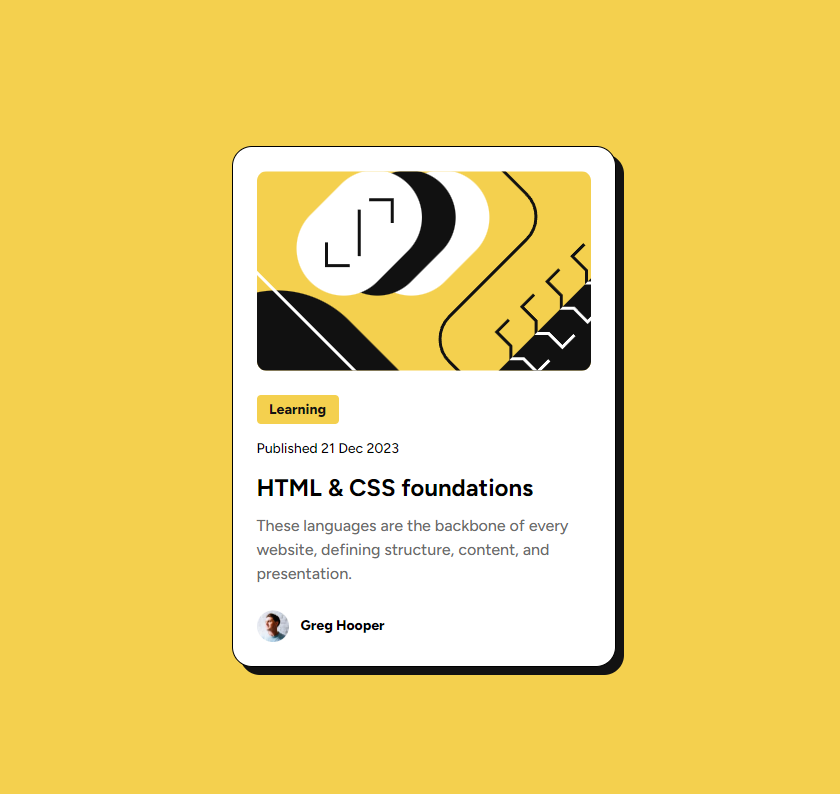 Learning
Published 21 Dec 2023
HTML & CSS foundations
These languages are the backbone of every
website, defining structure, content, and
presentation.
Greg Hooper